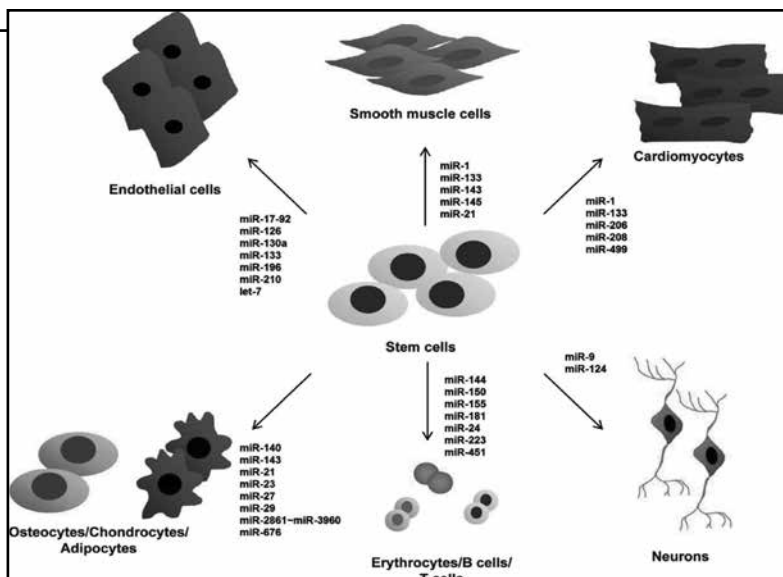 Smooth muscle cells
Cardiomyocytes
Endothelial cells
miR-1
miR-133
miR-143
miR-145
miR-21
miR-17-92
miR-126
miR-130a
miR-133
miR-196
miR-210
let-7
miR-1
miR-133
miR-206
miR-208
miR-499
Stem cells
miR-9
miR-124
miR-144
miR-150
miR-155
miR-181
miR-24
miR-223
miR-451
miR-140
miR-143
miR-21
miR-23
miR-27
miR-29
miR-2861~miR-3960
miR-676
Osteocytes/Chondrocytes/
Adipocytes
Erythrocytes/B cells/
T cells
Neurons